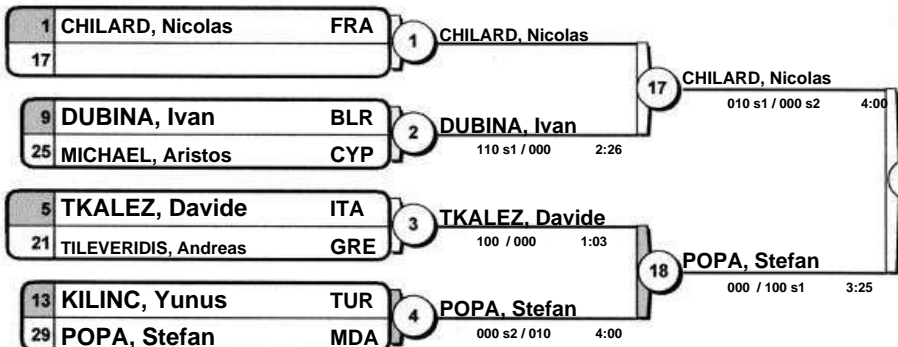 1 CHILARD, Nicolas FRA
17
1
CHILARD, Nicolas
9 DUBINA, Ivan BLR
25 MICHAEL, Aristos CYP
2
DUBINA, Ivan
110 s1 / 000 2:26
17
CHILARD, Nicolas
010 s1 / 000 s2 4:00
5 TKALEZ, Davide ITA
21 TILEVERIDIS, Andreas GRE
3
TKALEZ, Davide
100 / 000 1:03
13 KILINC, Yunus TUR
29 POPA, Stefan MDA
4
POPA, Stefan
000 s2 / 010 4:00
18
POPA, Stefan
000 / 100 s1 3:25